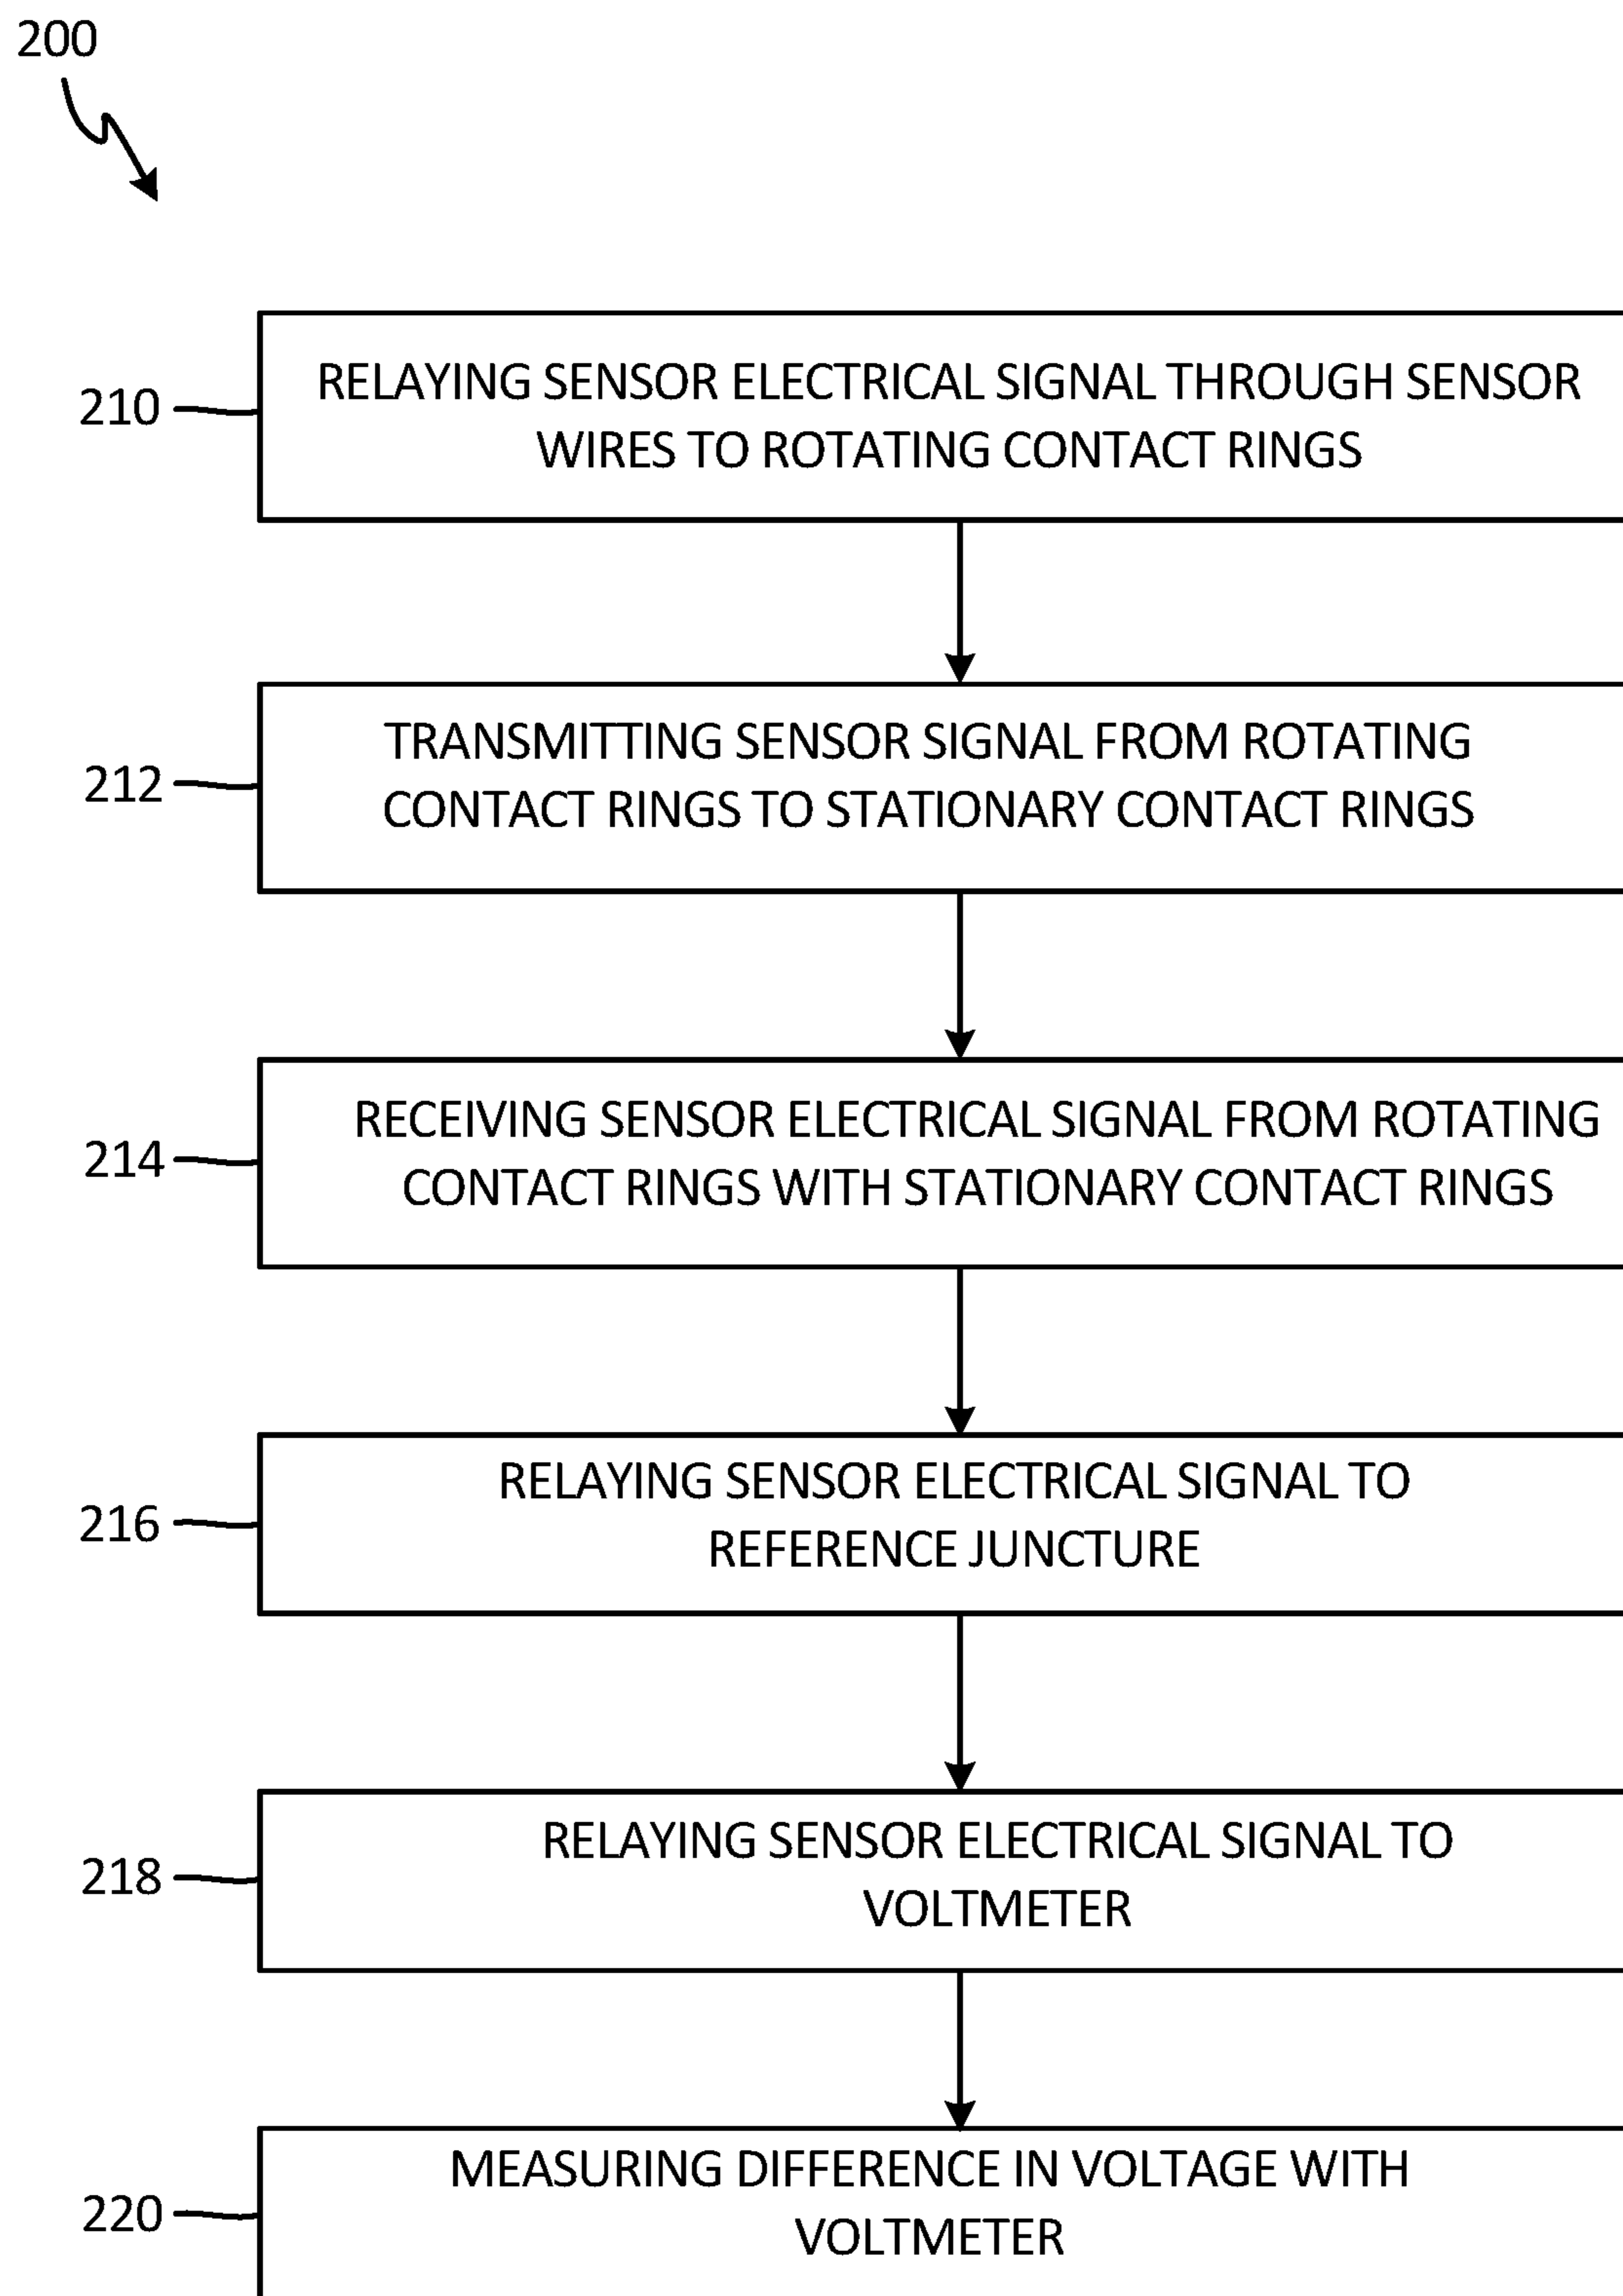 200
210
RELAYING SENSOR ELECTRICAL SIGNAL THROUGH SENSOR
WIRES TO ROTATING CONTACT RINGS
212
TRANSMITTING SENSOR SIGNAL FROM ROTATING
CONTACT RINGS TO STATIONARY CONTACT RINGS
214
RECEIVING SENSOR ELECTRICAL SIGNAL FROM ROTATING
CONTACT RINGS WITH STATIONARY CONTACT RINGS
216
RELAYING SENSOR ELECTRICAL SIGNAL TO
REFERENCE JUNCTURE
218
RELAYING SENSOR ELECTRICAL SIGNAL TO
VOLTMETER
220
MEASURING DIFFERENCE IN VOLTAGE WITH
VOLTMETER